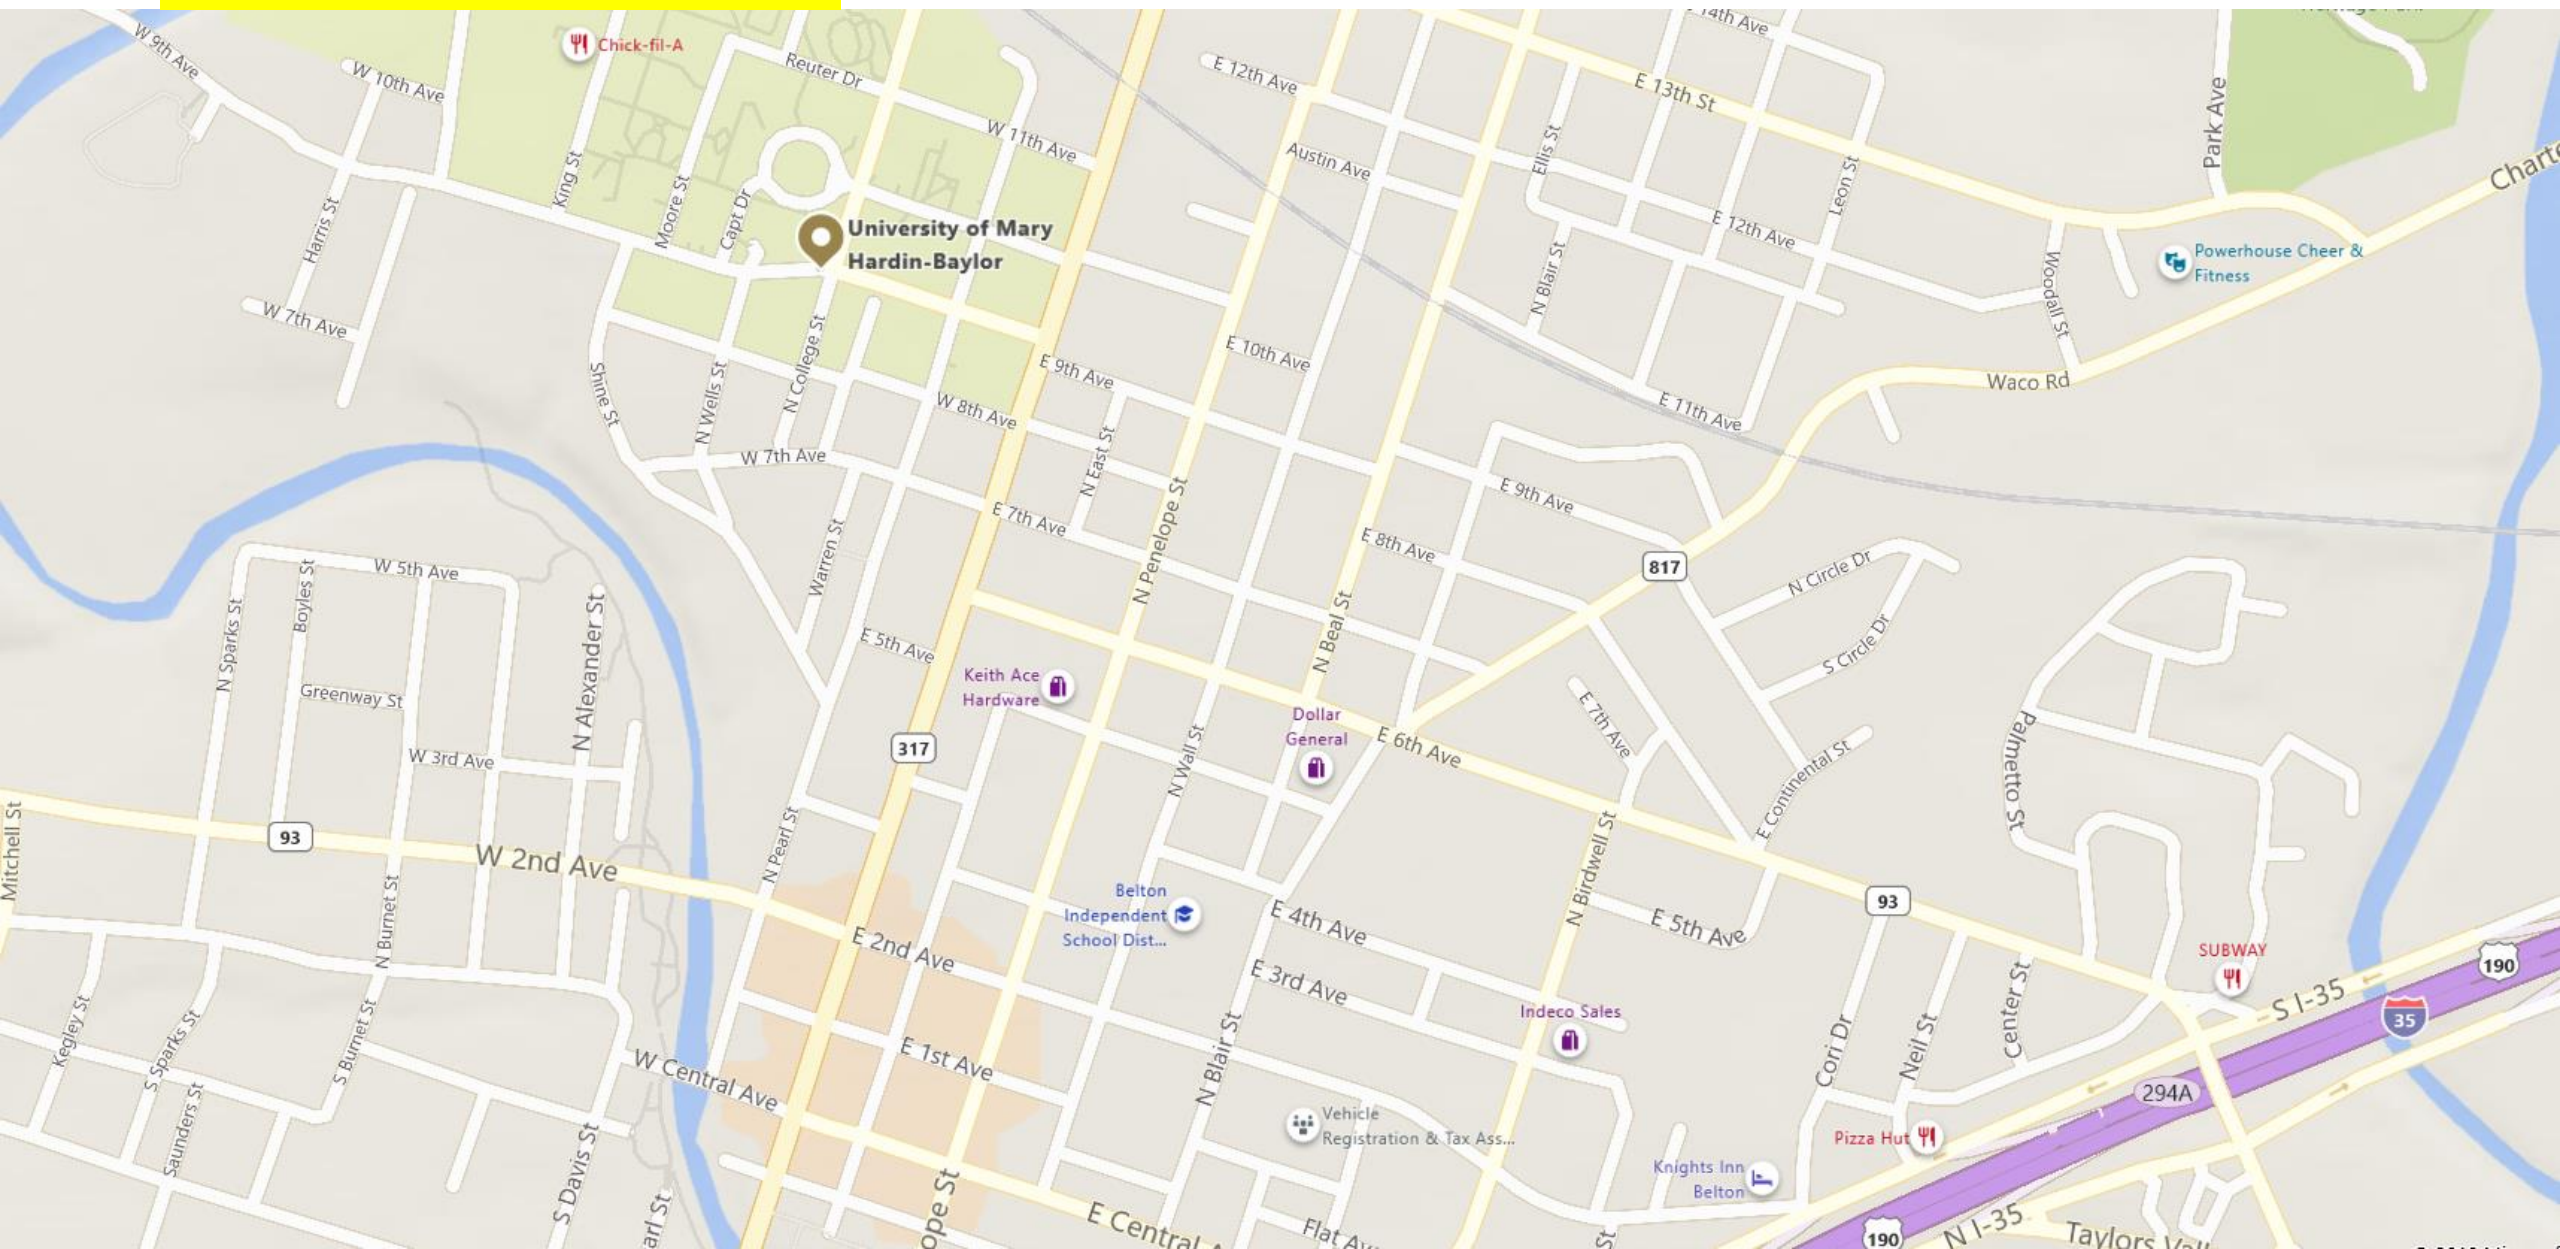 W 9th Ave
Chick-fil-A
W 10th Ave
Reuter Dr
E 12th Ave
14th Ave
E 13th St
Park Ave
Charte
W 11th Ave
Austin Ave
Ellis St
Leon St
King St
Moore St
Capt Dr
Harris St
University of Mary
Hardin-Baylor
E 12th Ave
N Blair St
Woodall St
Powerhouse Cheer &
Fitness
W 7th Ave
Shine St
N Wells St
N College St
E 9th Ave
E 10th Ave
Waco Rd
W 8th Ave
E 11th Ave
W 7th Ave
N East St
N Penelope St
E 9th Ave
E 7th Ave
E 8th Ave
Warren St
817
N Circle Dr
W 5th Ave
Boyles St
N Sparks St
N Alexander St
N Beal St
S Circle Dr
E 5th Ave
Greenway St
Keith Ace
Hardware
Dollar
General
E 7th Ave
317
N Wall St
E 6th Ave
W 3rd Ave
E Continental St
Palmetto St
Mitchell St
93
W 2nd Ave
N Pearl St
N Birdwell St
93
N Burnet St
Belton
Independent
School Dist...
E 4th Ave
E 5th Ave
E 2nd Ave
E 3rd Ave
SUBWAY
190
S I-35
35
Kegley St
S Sparks St
S Burnet St
W Central Ave
E 1st Ave
N Blair St
Indeco Sales
Cori Dr
Neil St
Center St
294A
Saunders St
Vehicle
Registration & Tax Ass...
Pizza Hut
Knights Inn
Belton
S Davis St
arl St
ope St
E Central A
Flat Av
St
190
N I-35